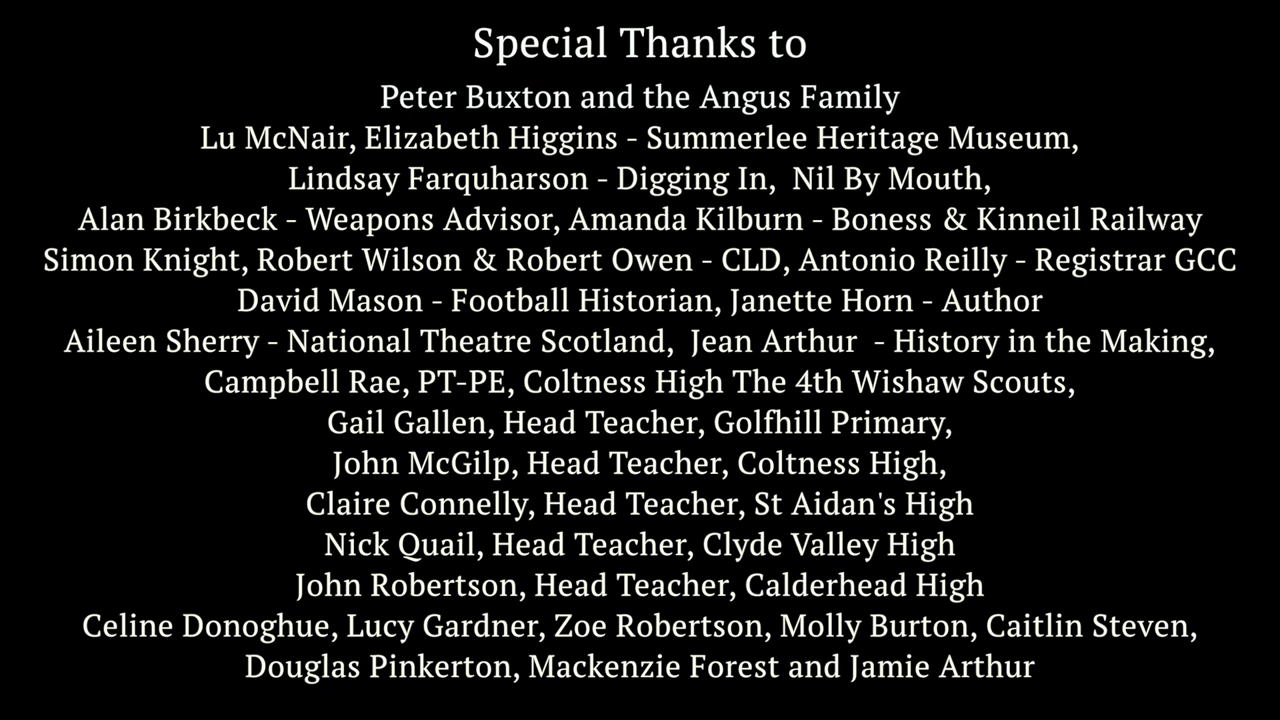 Special Thanks to
Peter Buxton and the Angus Family
Lu McNair, Elizabeth Higgins - Summerlee Heritage Museum,
Lindsay Farquharson - Digging In,  Nil By Mouth,
Alan Birkbeck - Weapons Advisor, Amanda Kilburn - Boness & Kinneil Railway
Simon Knight, Robert Wilson & Robert Owen - CLD, Antonio Reilly - Registrar GCC
David Mason - Football Historian, Janette Horn - Author
Aileen Sherry - National Theatre Scotland,  Jean Arthur  - History in the Making,
Campbell Rae, PT-PE, Coltness High The 4th Wishaw Scouts,
Gail Gallen, Head Teacher, Golfhill Primary,
John McGilp, Head Teacher, Coltness High,
Claire Connelly, Head Teacher, St Aidan's High
Nick Quail, Head Teacher, Clyde Valley High
John Robertson, Head Teacher, Calderhead High
Celine Donoghue, Lucy Gardner, Zoe Robertson, Molly Burton, Caitlin Steven,
Douglas Pinkerton, Mackenzie Forest and Jamie Arthur